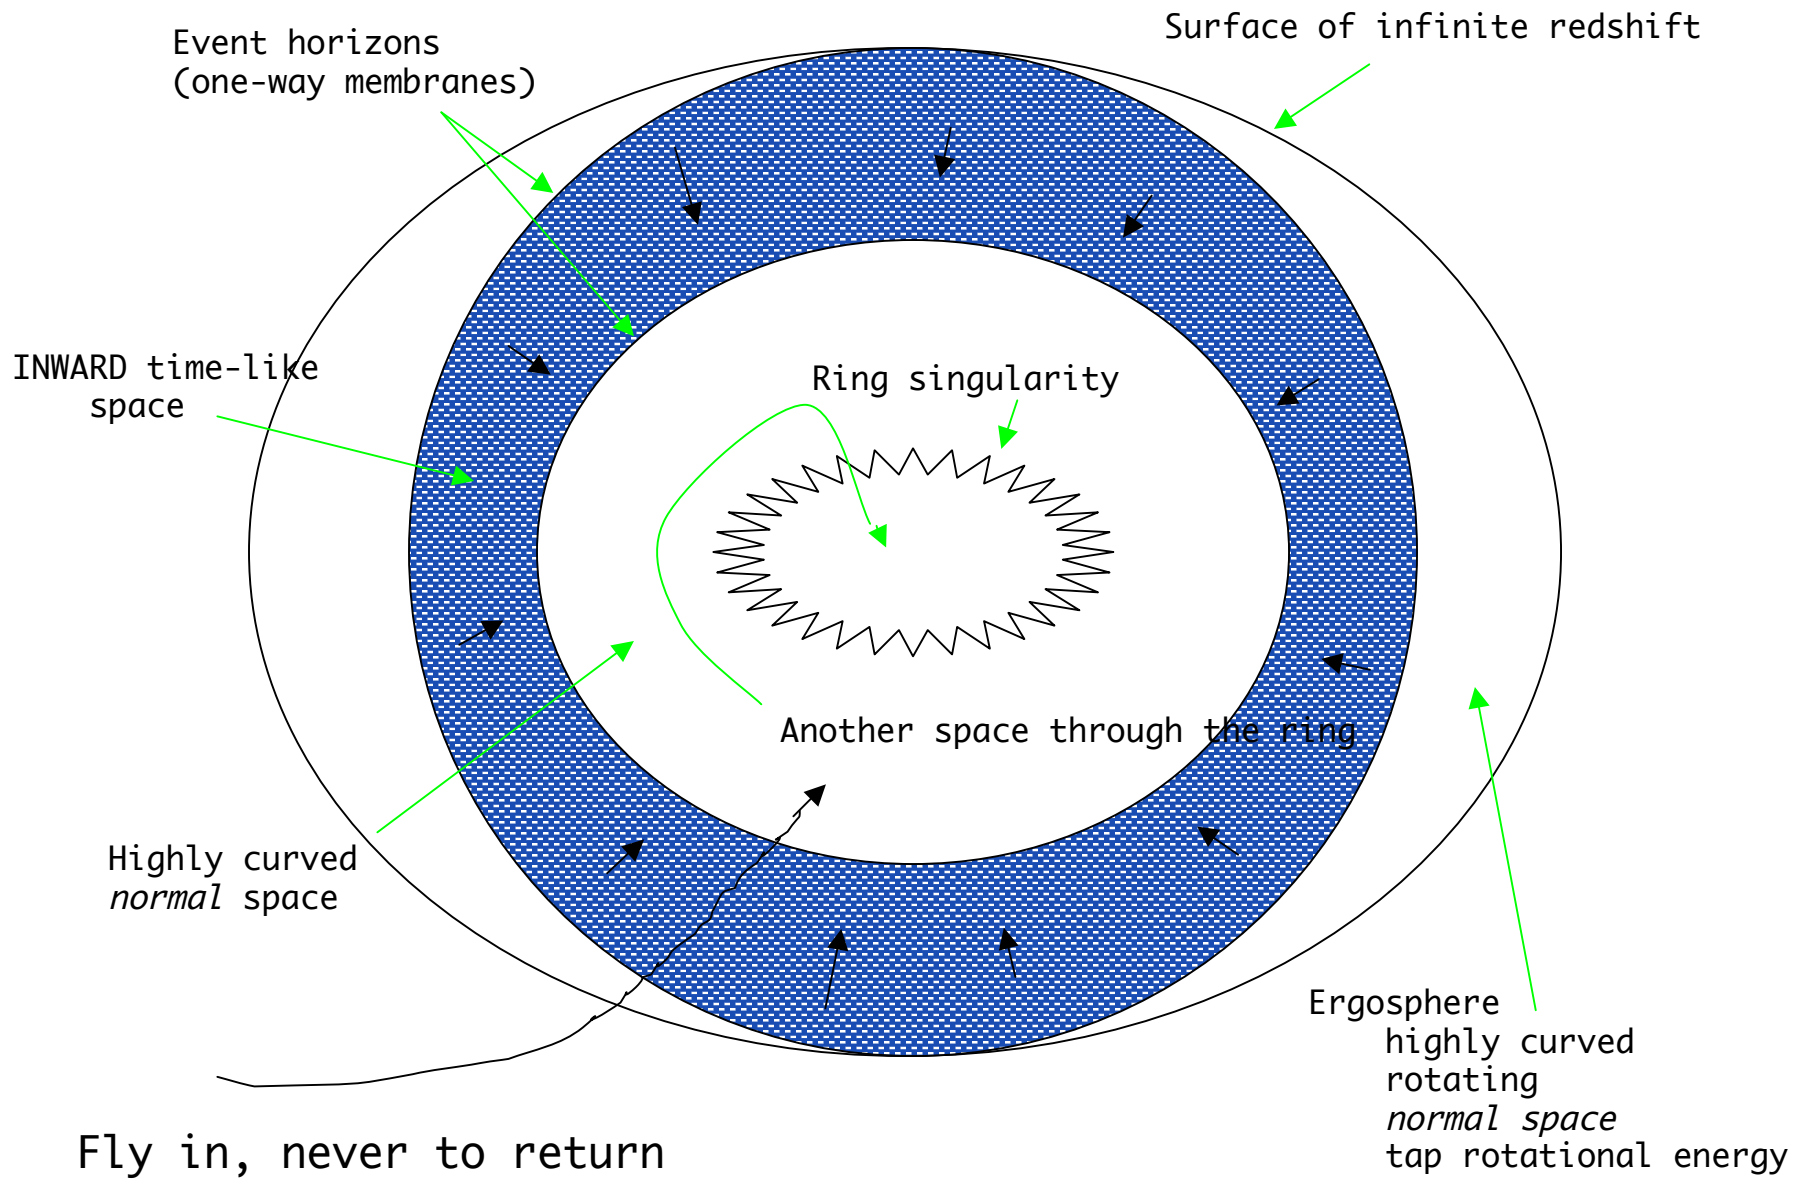 Surface of infinite redshift
Event horizons
(one-way membranes)
INWARD time-like
space
Ring singularity
Another space through the ring
Highly curved
normal space
Ergosphere
highly curved
rotating
normal space
tap rotational energy
Fly in, never to return